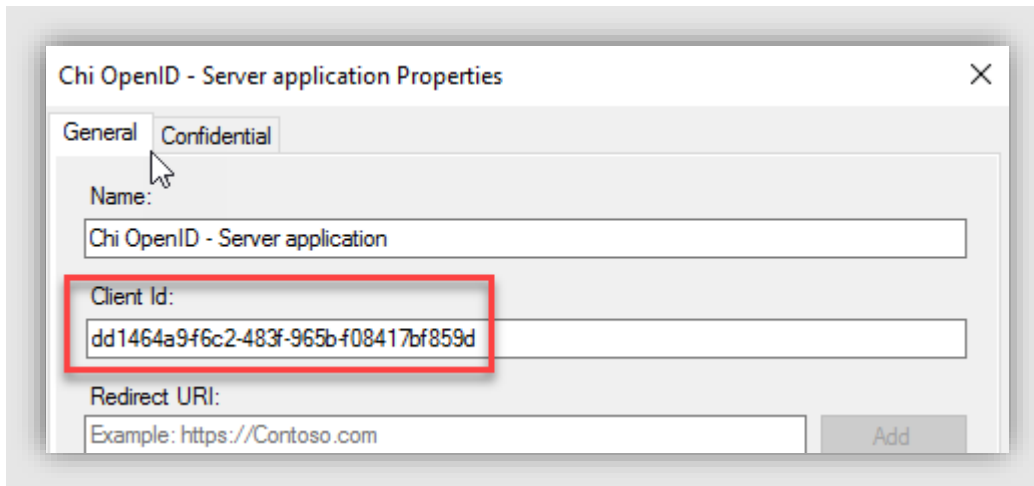 Chi OpenID - Server application Properties
General Confidential
Name:
Chi OpenID - Server application
Client Id:
dd1464a9-f6c2-483f-965b-f08417bf859d
Redirect URI:
Example: https://Contoso.com Add